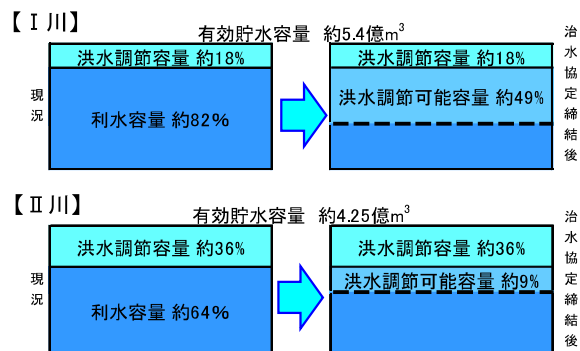 【Ⅰ川】
有効貯水容量 約5.4億m³
現況
洪水調節容量 約18%
利水容量 約82%
洪水調節容量 約18%
洪水調節可能容量 約49%
治水協定締結後
【Ⅱ川】
有効貯水容量 約4.25億m³
現況
洪水調節容量 約36%
利水容量 約64%
洪水調節容量 約36%
洪水調節可能容量 約9%
治水協定締結後